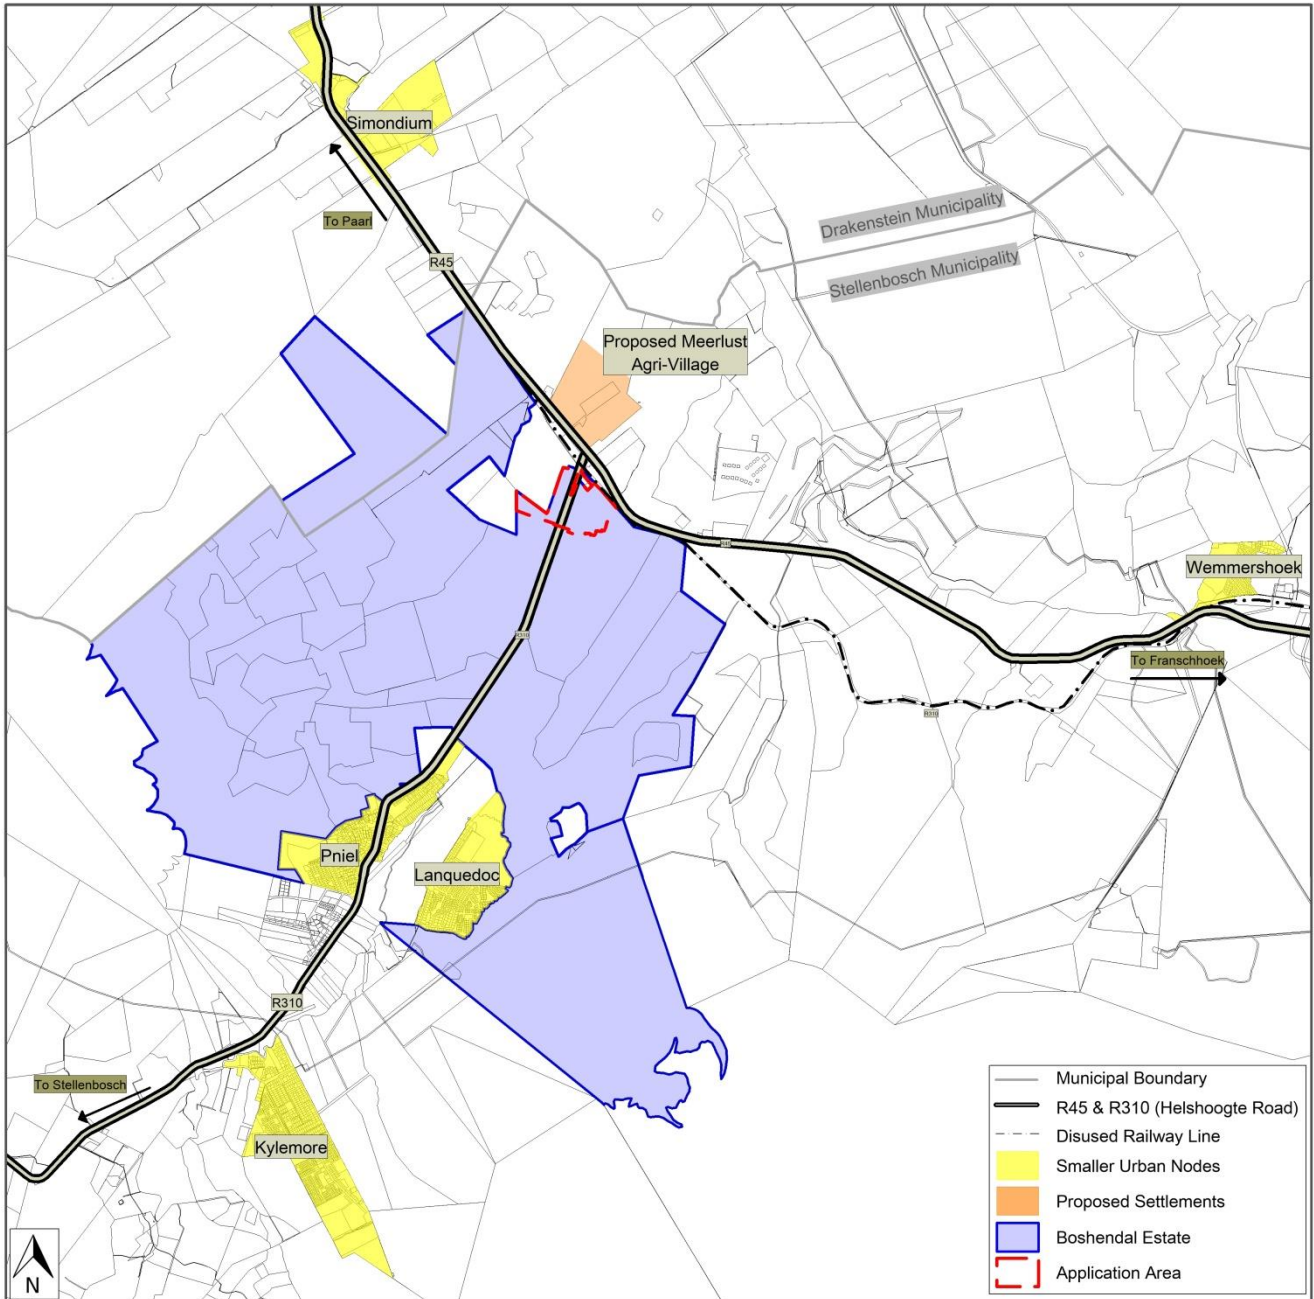 Simondium
To Paarl
R45
Drakenstein Municipality
Stellenbosch Municipality
Proposed Meerlust
Agri-Village
R45
Wemmershoek
R310
To Franschhoek
R310
Pniel
Lanquedoc
R310
To Stellenbosch
Kylemore
N
Municipal Boundary
R45 & R310 (Helshoogte Road)
Disused Railway Line
Smaller Urban Nodes
Proposed Settlements
Boshendal Estate
Application Area